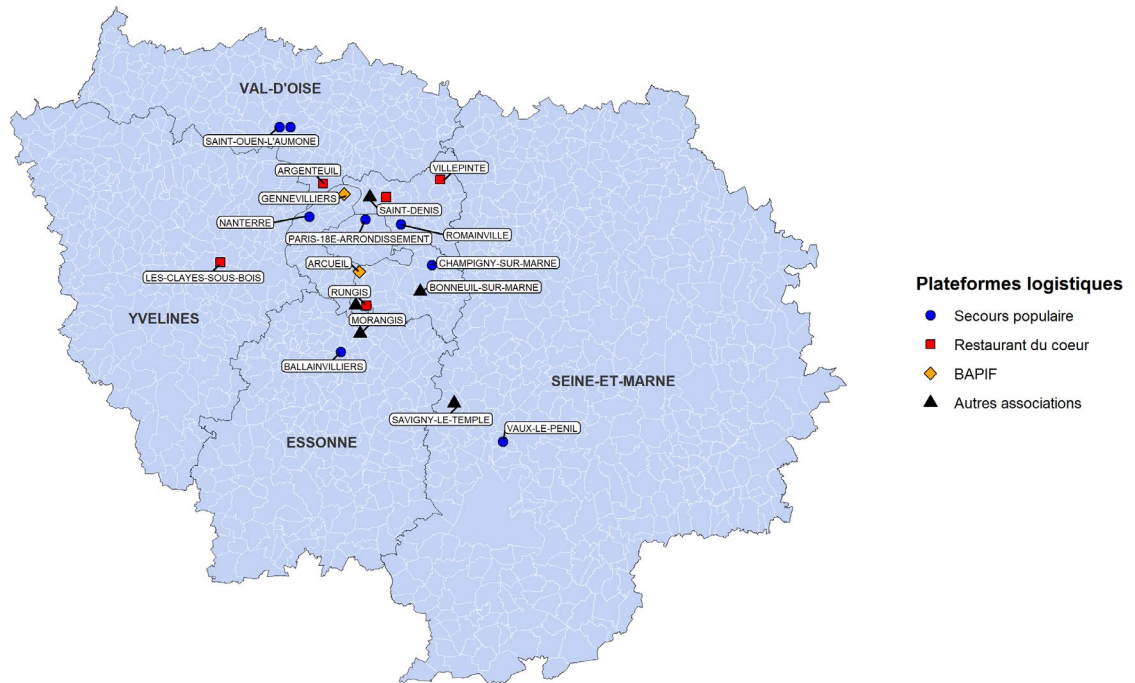 VAL-D'OISE
SAINT-OUEN-L'AUMONE
ARGENTEUIL
VILLEPINTE
GENNEVILLIERS
SAINT-DENIS
NANTERRE
PARIS-18E-ARRONDISSEMENT
ROMAINVILLE
ARCUEIL
CHAMPIGNY-SUR-MARNE
LES-CLAYES-SOUS-BOIS
BONNEUIL-SUR-MARNE
RUNGIS
YVELINES
MORANGIS
BALLAINVILLIERS
SEINE-ET-MARNE
SAVIGNY-LE-TEMPLE
VAUX-LE-PENIL
ESSONNE
Plateformes logistiques
Secours populaire
Restaurant du coeur
BAPIF
Autres associations